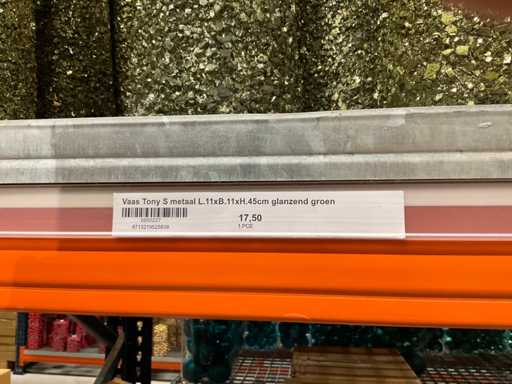 Vaas Tony S metaal L.11xB.11xH.45cm glanzend groen
17,50
1 PCE